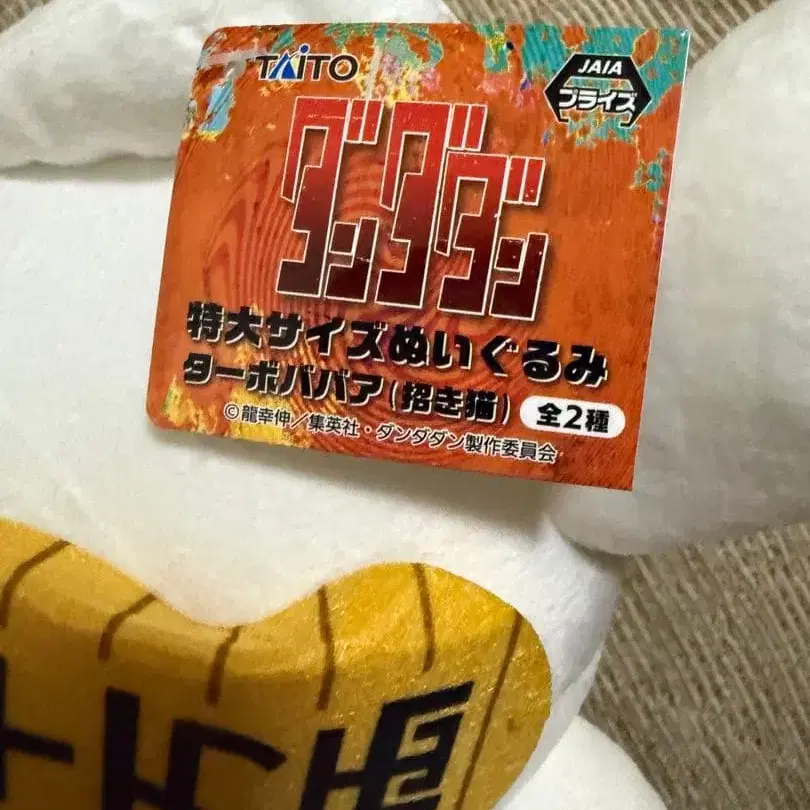 TAITO
JAIA
プライズ
ダンダダン
特大サイズぬいぐるみ
ターボババア(招き猫) 全2種
©龍幸伸/集英社・ダンダダン製作委員会